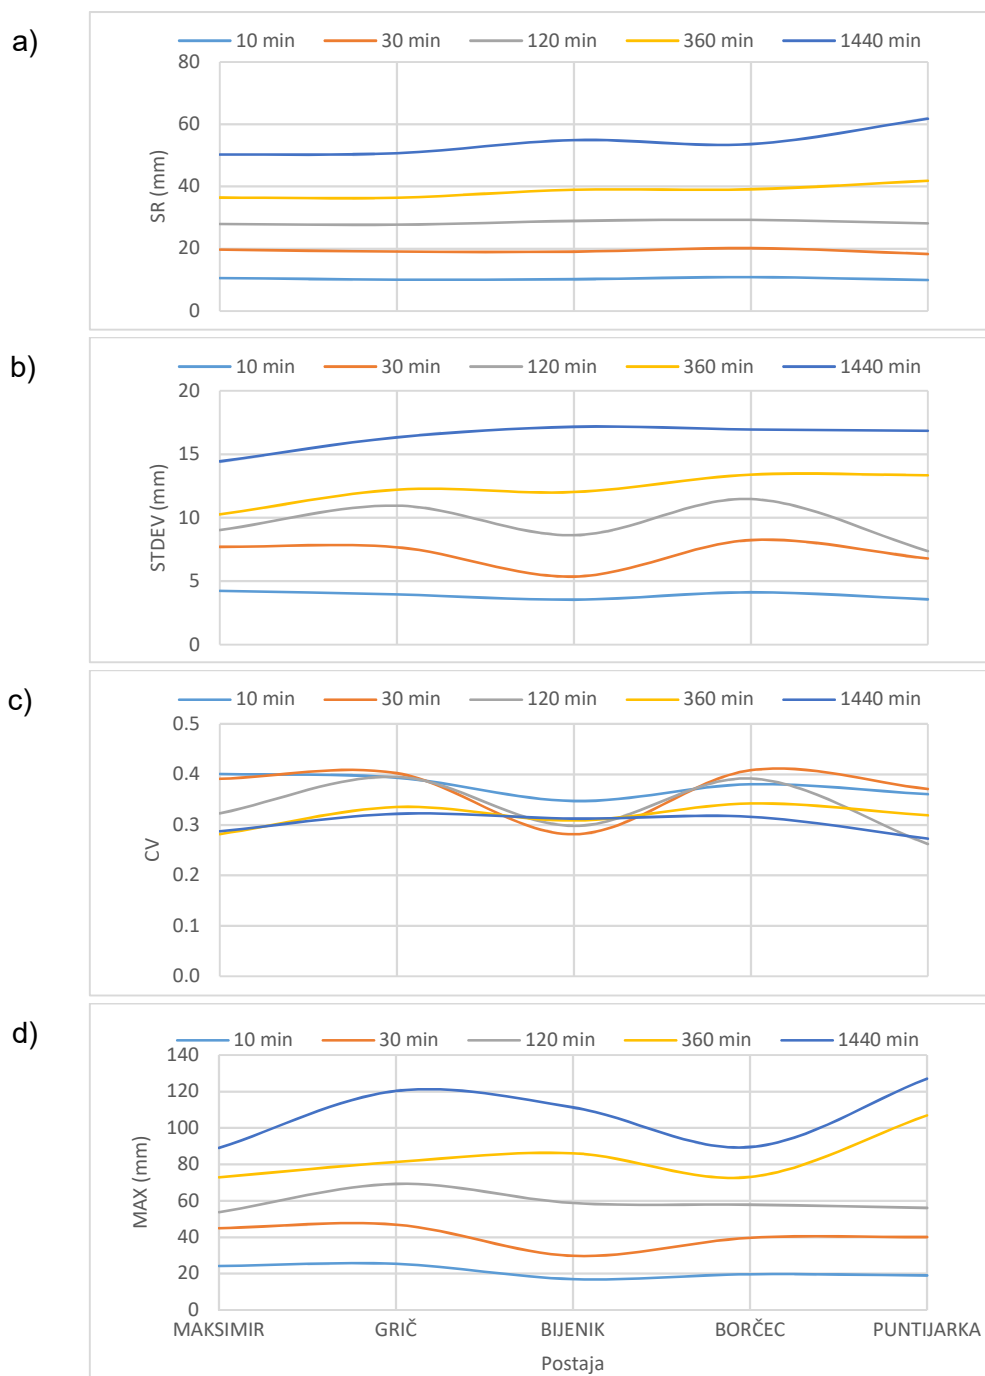 a)
10 min 30 min 120 min 360 min 1440 min
80
60
40
20
0
SR (mm)
b)
10 min 30 min 120 min 360 min 1440 min
20
15
10
5
0
STDEV (mm)
c)
10 min 30 min 120 min 360 min 1440 min
0.5
0.4
0.3
0.2
0.1
0.0
CV
d)
10 min 30 min 120 min 360 min 1440 min
140
120
100
80
60
40
20
0
MAX (mm)
MAKSIMIR GRIČ BIJENIK BORČEC PUNTIJARKA
Postaja